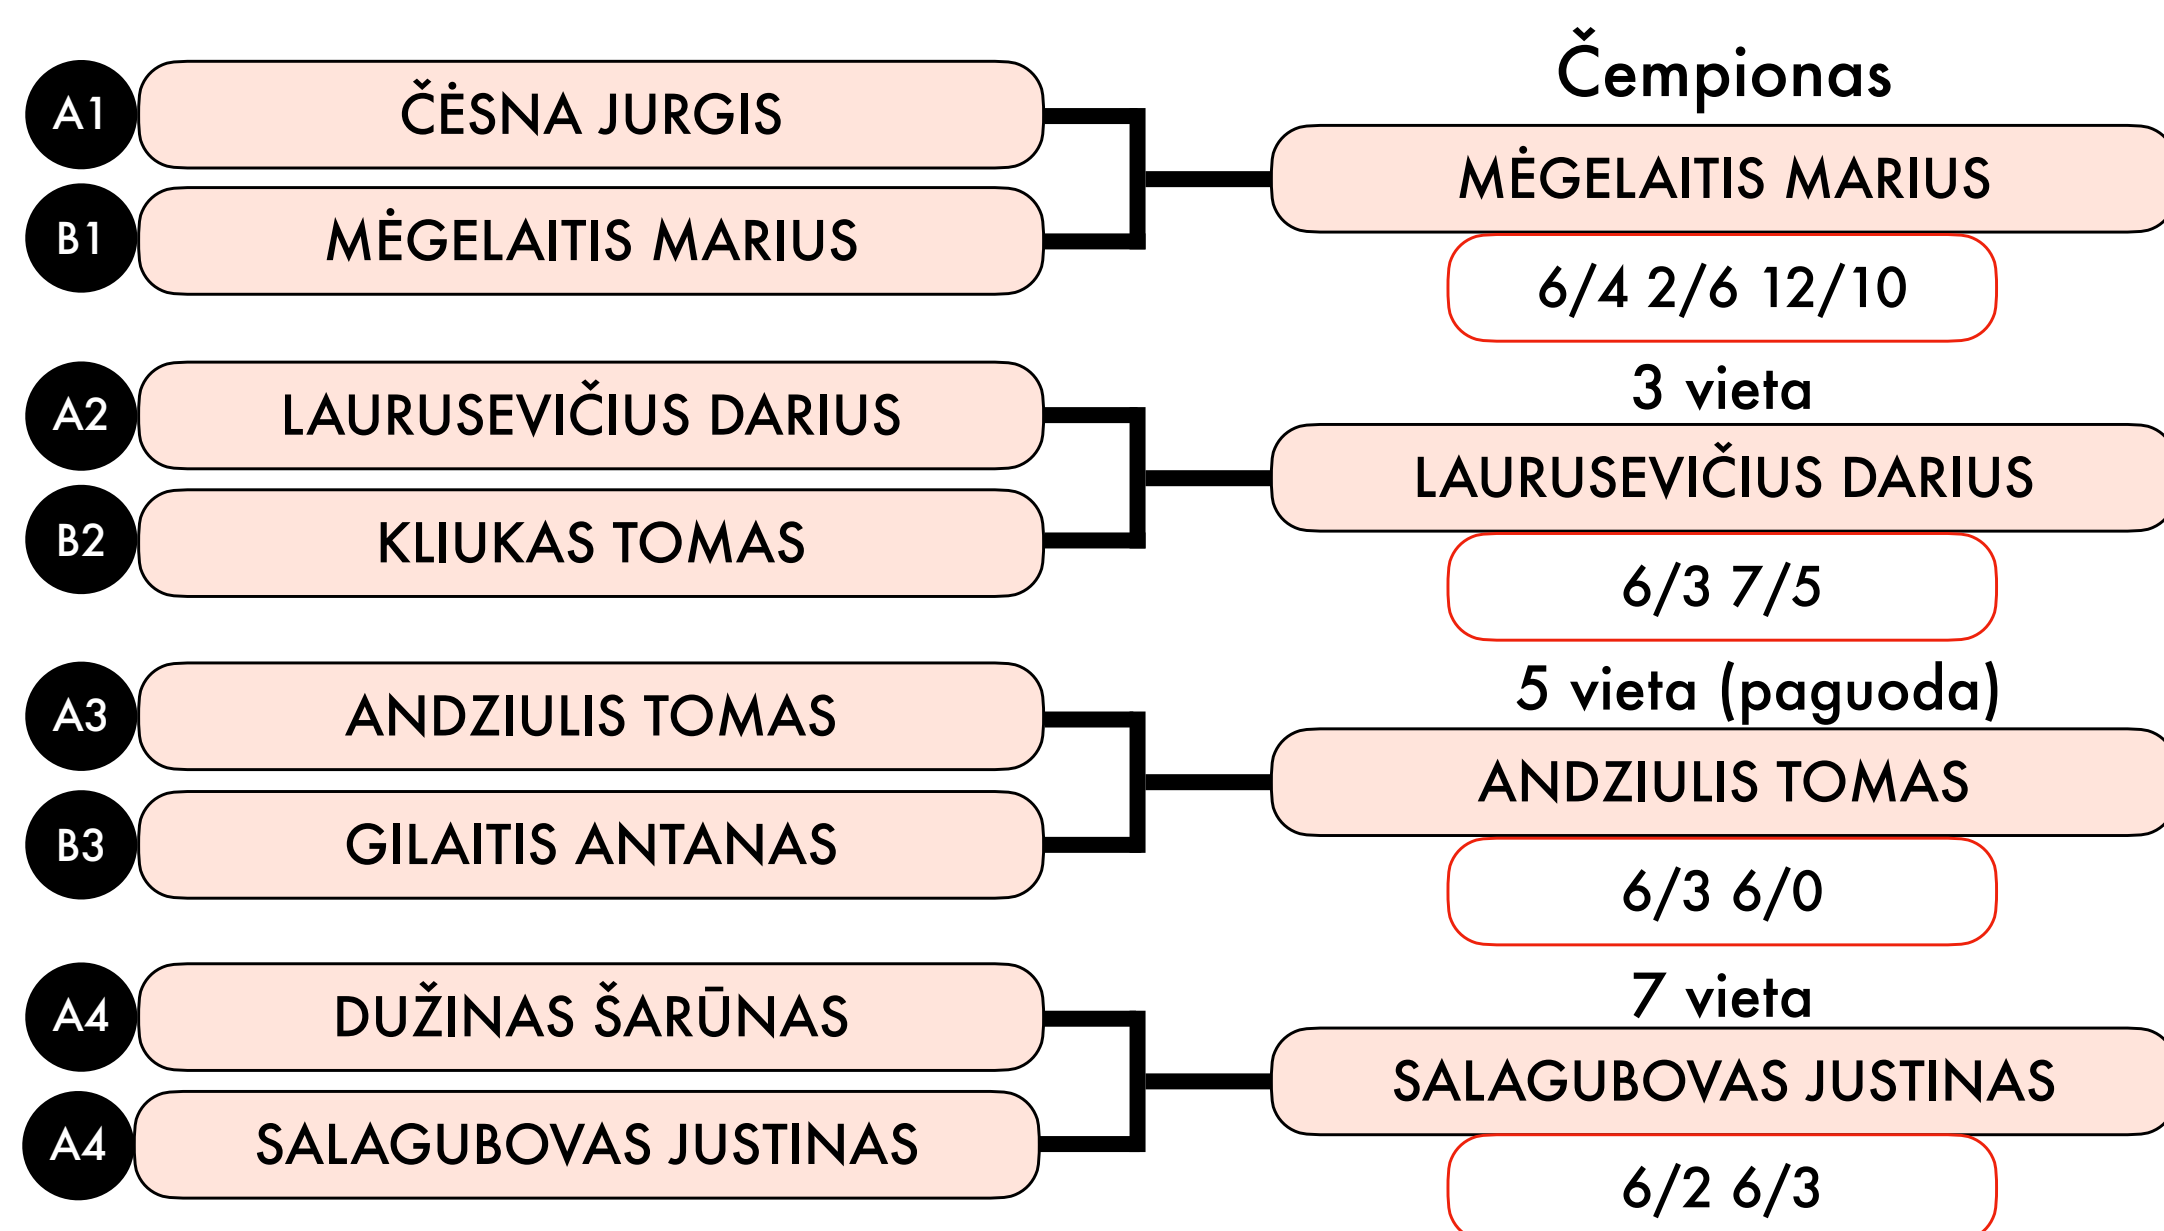 Čempionas
A1 ČĖSNA JURGIS
MĖGELAITIS MARIUS
B1 MĖGELAITIS MARIUS
6/4 2/6 12/10
3 vieta
A2 LAURUSEVIČIUS DARIUS
LAURUSEVIČIUS DARIUS
B2 KLIUKAS TOMAS
6/3 7/5
5 vieta (paguoda)
A3 ANDZIULIS TOMAS
ANDZIULIS TOMAS
B3 GILAITIS ANTANAS
6/3 6/0
7 vieta
A4 DUŽINAS ŠARŪNAS
SALAGUBOVAS JUSTINAS
A4 SALAGUBOVAS JUSTINAS
6/2 6/3